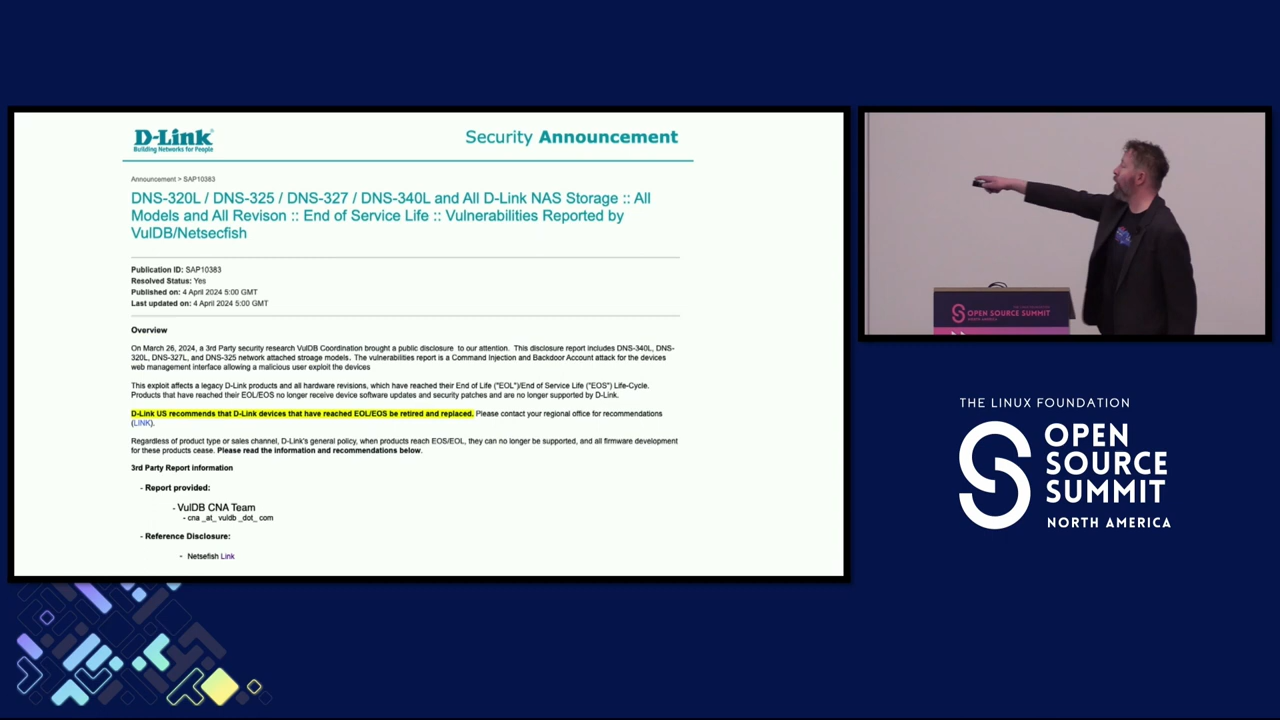 D-Link
Building Networks for People
Security Announcement
Announcement > SAP10383
DNS-320L / DNS-325 / DNS-327 / DNS-340L and All D-Link NAS Storage :: All
Models and All Revison :: End of Service Life :: Vulnerabilities Reported by
VulDB/Netsecfish
Publication ID: SAP10383
Resolved Status: Yes
Published on: 4 April 2024 5:00 GMT
Last updated on: 4 April 2024 5:00 GMT
Overview
On March 26, 2024, a 3rd Party security research VulDB Coordination brought a public disclosure to our attention. This disclosure report includes DNS-340L, DNS-
320L, DNS-327L, and DNS-325 network attached stroage models. The vulnerabilities report is a Command Injection and Backdoor Account attack for the devices
web management interface allowing a malicious user exploit the devices
This exploit affects a legacy D-Link products and all hardware revisions, which have reached their End of Life ("EOL")/End of Service Life ("EOS") Life-Cycle.
Products that have reached their EOL/EOS no longer receive device software updates and security patches and are no longer supported by D-Link.
D-Link US recommends that D-Link devices that have reached EOL/EOS be retired and replaced. Please contact your regional office for recommendations
(LINK).
Regardless of product type or sales channel, D-Link's general policy, when products reach EOS/EOL, they can no longer be supported, and all firmware development
for these products cease. Please read the information and recommendations below.
3rd Party Report information
- Report provided:
- VulDB CNA Team
- cna _at_ vuldb _dot_ com
- Reference Disclosure:
- Netsefish Link
OPEN SOURCE SUMMIT
NORTH AMERICA
THE LINUX FOUNDATION
OPEN
SOURCE
SUMMIT
NORTH AMERICA